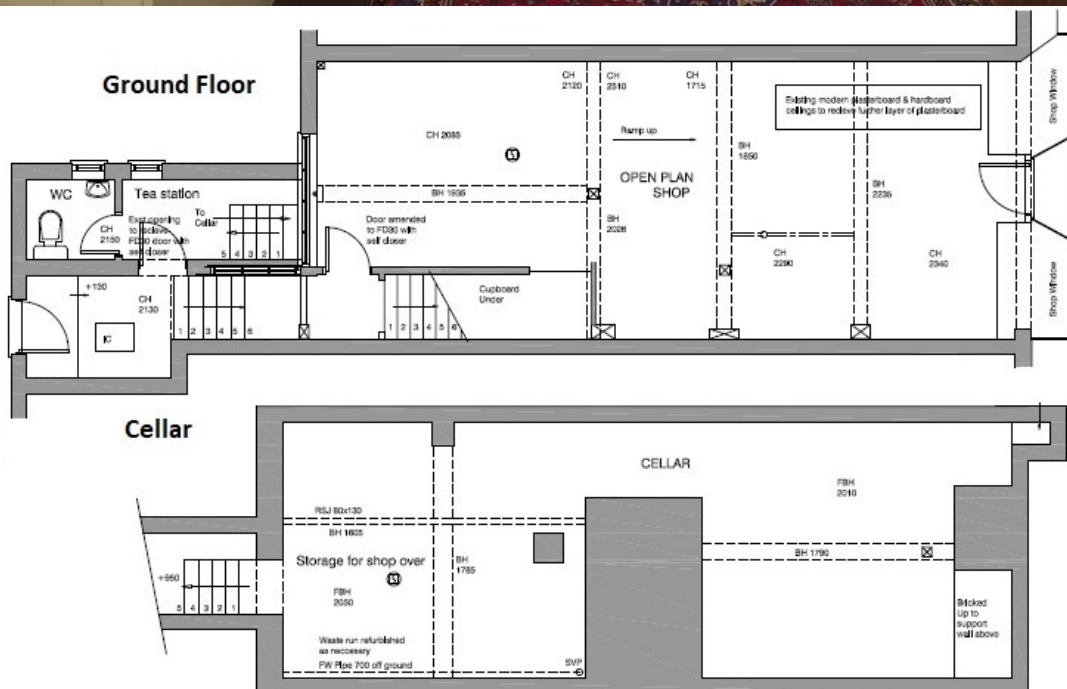 Ground Floor
CH
2120
CH
2510
CH
1715
Existing modern plasterboard & hardboard
ceilings to recieve further layer of plasterboard
Shop Window
CH 2085
Ramp up
BH
1850
OPEN PLAN
SHOP
WC
Tea station
BH 1935
BH
2235
To
Cellar
Exst opening
to recieve
FD30 door with
self closer
CH
2150
5 4 3 2 1
Door amended
to FD30 with
self closer
BH
2026
CH
2290
CH
2340
+130
CH
2130
IC
1 2 3 4 5 6
1 2 3 4 5 6
Cupboard
Under
Shop Window
Cellar
CELLAR
FBH
2010
RSJ 80x130
BH 1605
BH
1785
BH 1790
Storage for shop over
+950
5 4 3 2 1
FBH
2050
Bricked
Up to
support
wall above
Waste run refurbished
as neccesary
FW Pipe 700 off ground
SVP